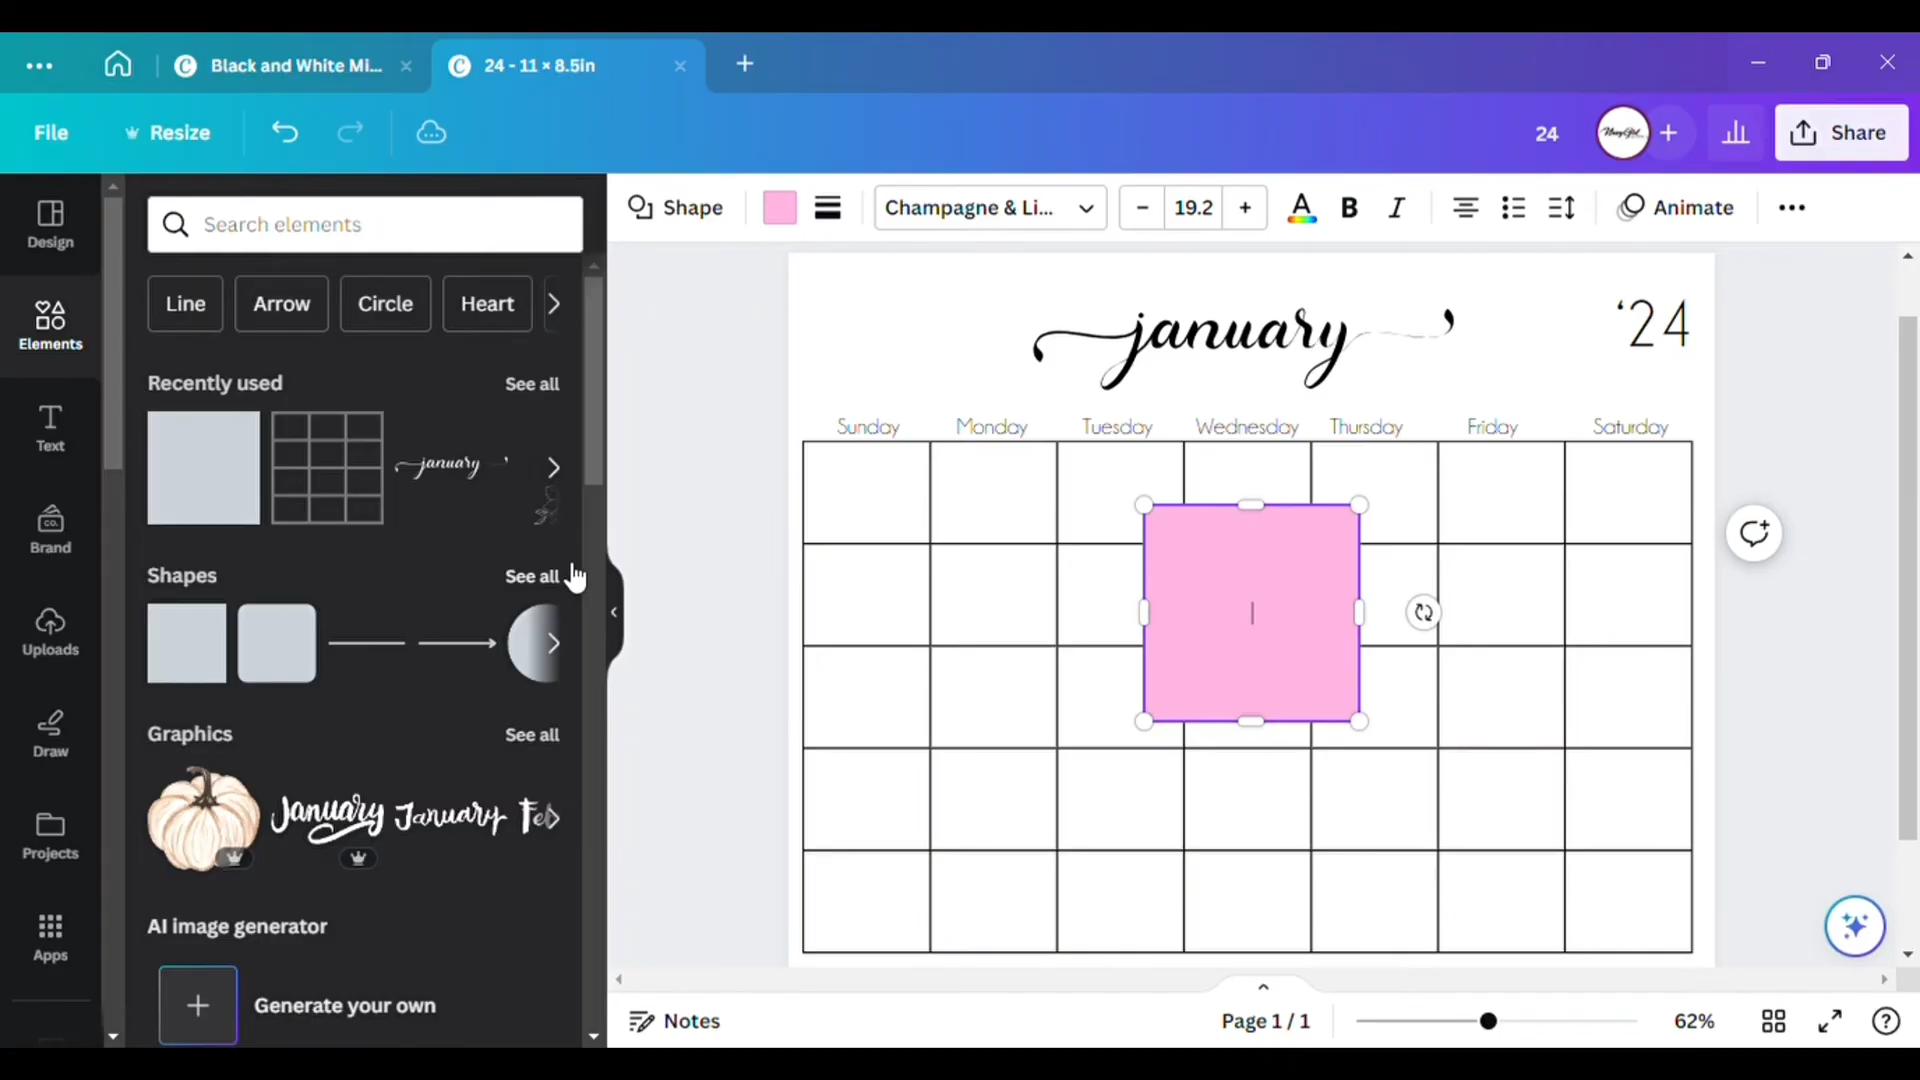 Black and White Mi...
24 - 11 × 8.5in
File
Resize
24
Share
Design
Elements
Text
Brand
Uploads
Draw
Projects
Apps
Search elements
Line
Arrow
Circle
Heart
Recently used
See all
january
Shapes
See all
Graphics
See all
January
January
Feb
AI image generator
Generate your own
Shape
Champagne & Li...
19.2
A
B
I
Animate
january
‘24
Sunday Monday Tuesday Wednesday Thursday Friday Saturday
Notes
Page 1 / 1
62%